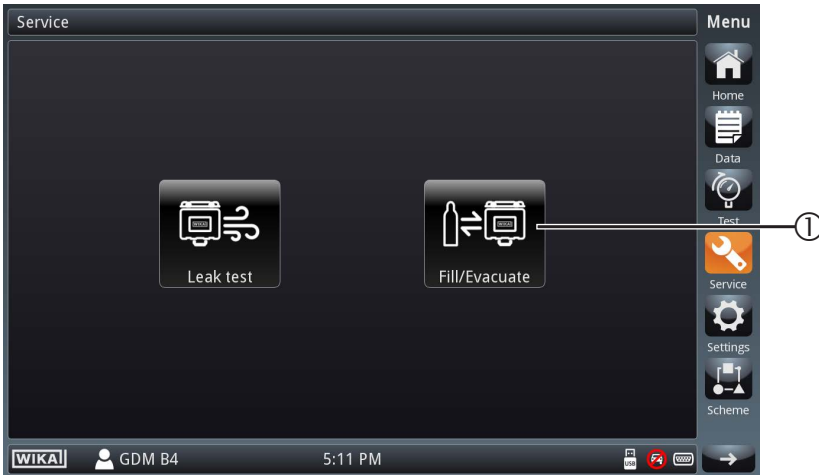 Service
Menu
Home
Data
Test
①
Service
Leak test
Fill/Evacuate
Settings
Scheme
WIKA
GDM B4
5:11 PM
USB